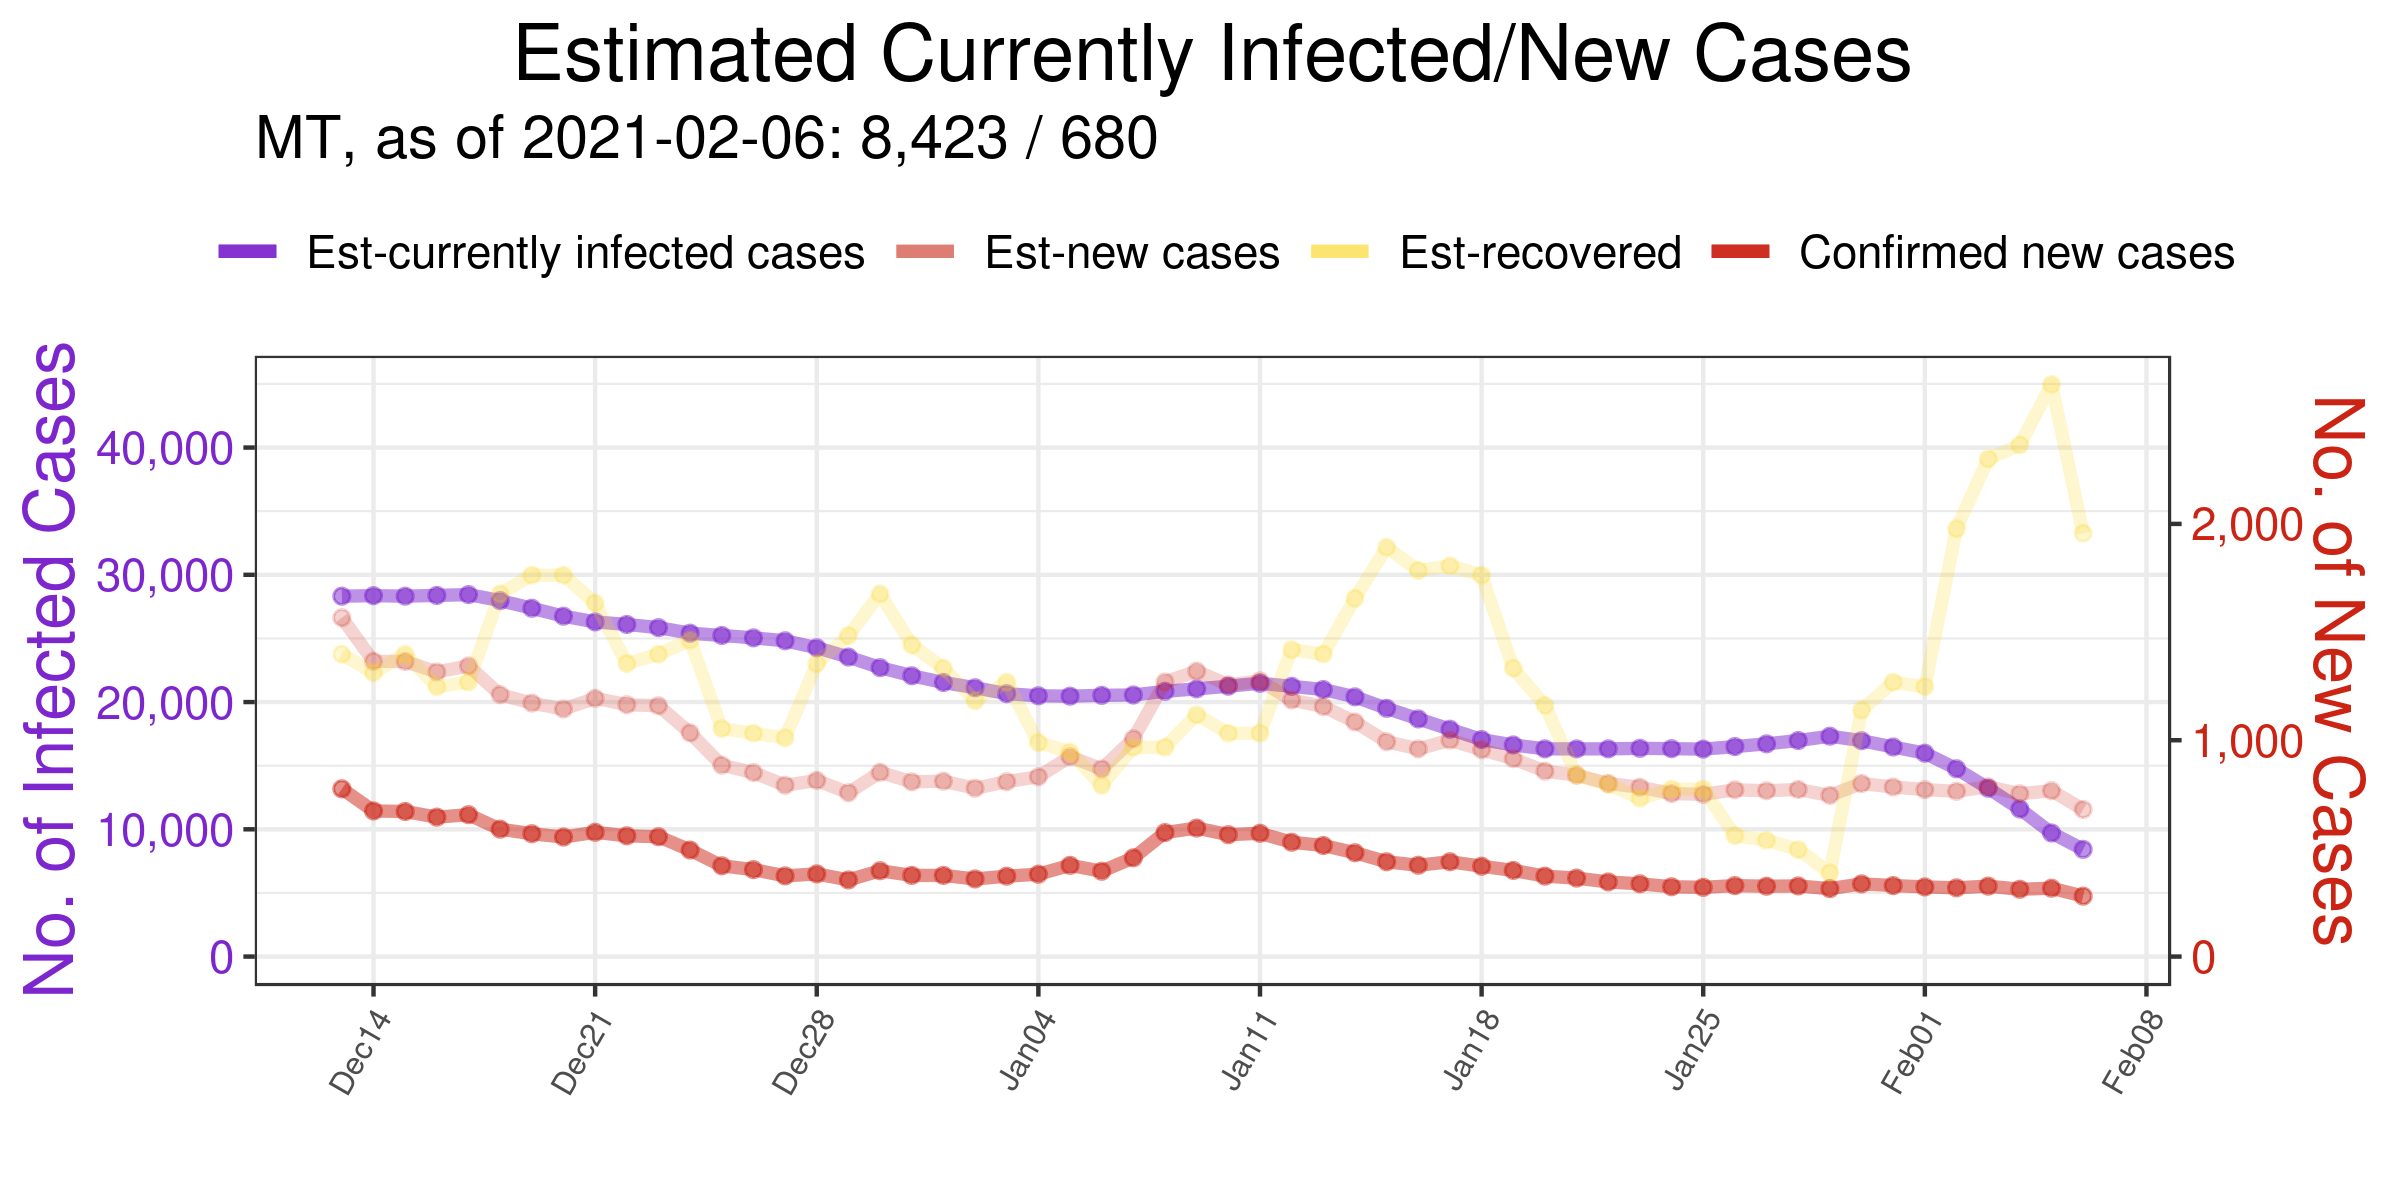 Estimated Currently Infected/New Cases
MT, as of 2021-02-06: 8,423 / 680
Est-currently infected cases Est-new cases Est-recovered Confirmed new cases
No. of Infected Cases
40,000
30,000
20,000
10,000
0
2,000
1,000
0
No. of New Cases
Dec14 Dec21 Dec28 Jan04 Jan11 Jan18 Jan25 Feb01 Feb08